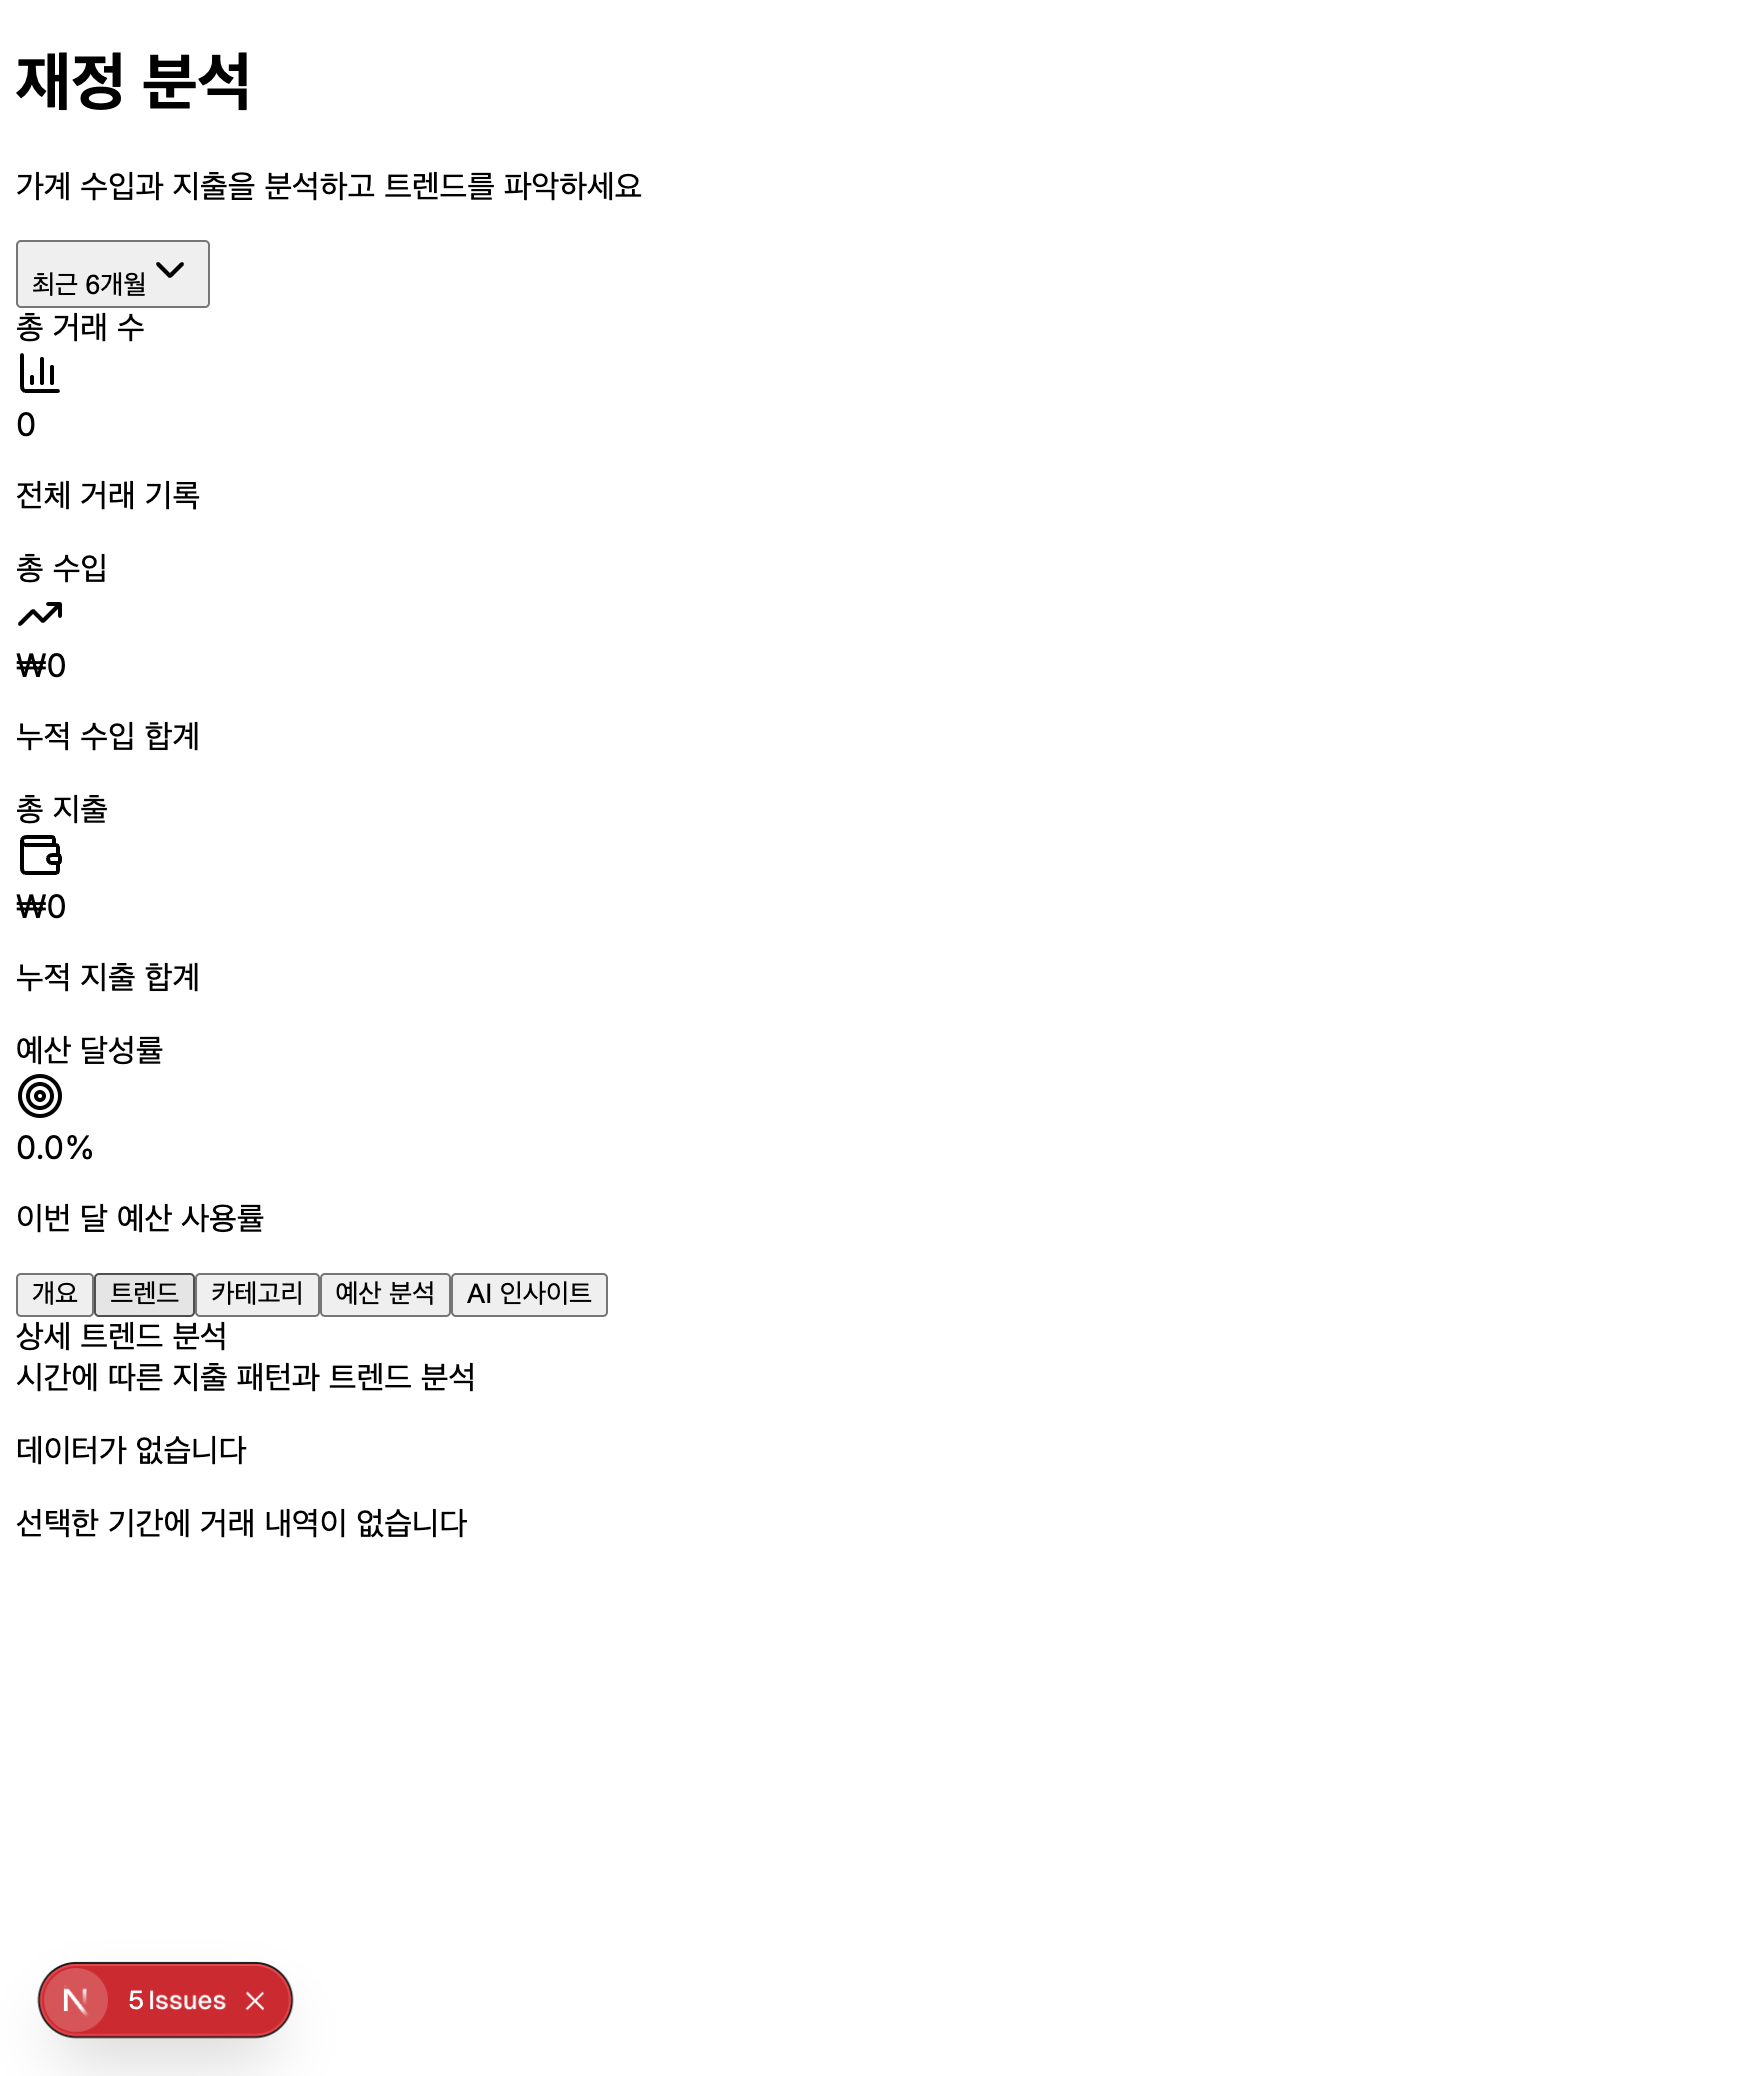 재정 분석
가계 수입과 지출을 분석하고 트렌드를 파악하세요
최근 6개월
총 거래 수
0
전체 거래 기록
총 수입
₩0
누적 수입 합계
총 지출
₩0
누적 지출 합계
예산 달성률
0.0%
이번 달 예산 사용률
개요 트렌드 카테고리 예산 분석 AI 인사이트
상세 트렌드 분석
시간에 따른 지출 패턴과 트렌드 분석
데이터가 없습니다
선택한 기간에 거래 내역이 없습니다
N 5 Issues